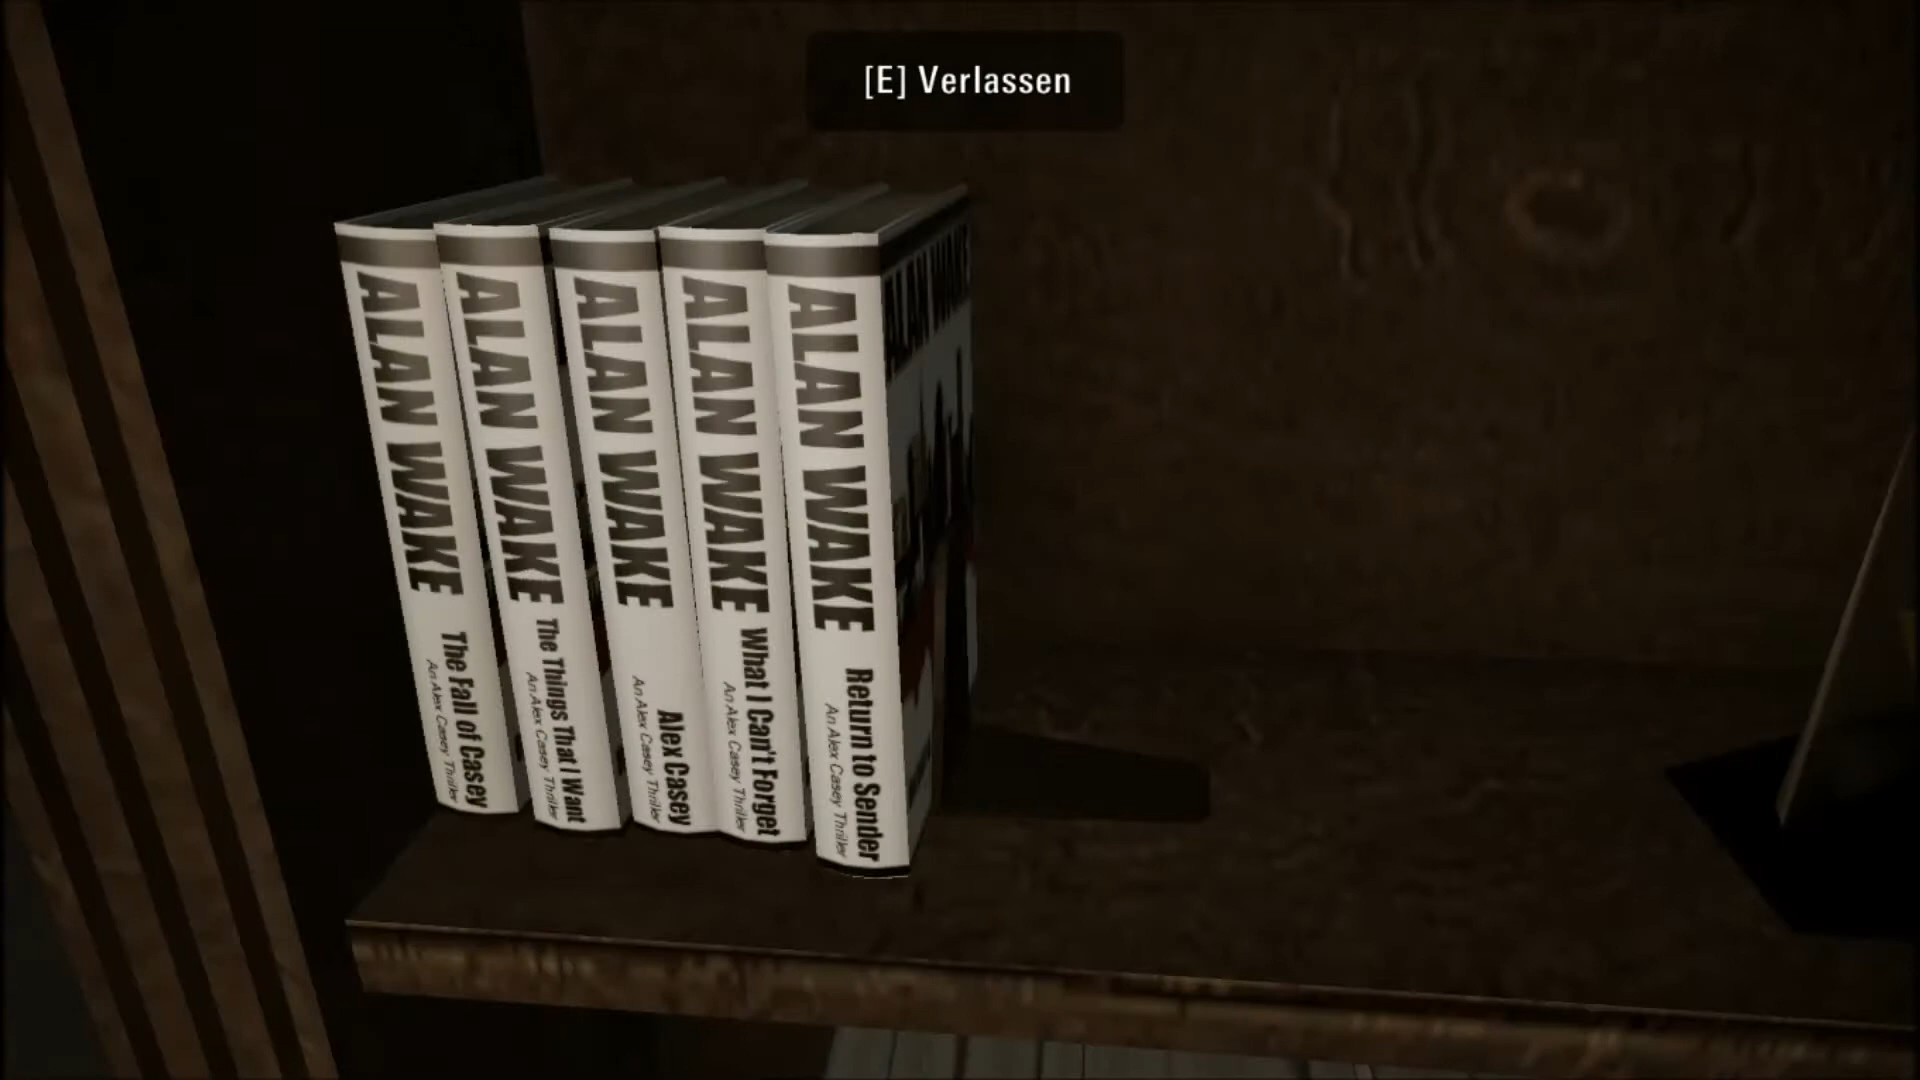 [E] Verlassen
ALAN WAKE
The Fall of Casey
An Alex Casey Thriller
ALAN WAKE
The Things That I Want
An Alex Casey Thriller
ALAN WAKE
Alex Casey
An Alex Casey Thriller
ALAN WAKE
What I Can't Forget
An Alex Casey Thriller
ALAN WAKE
Return to Sender
An Alex Casey Thriller
ALAN WAKE